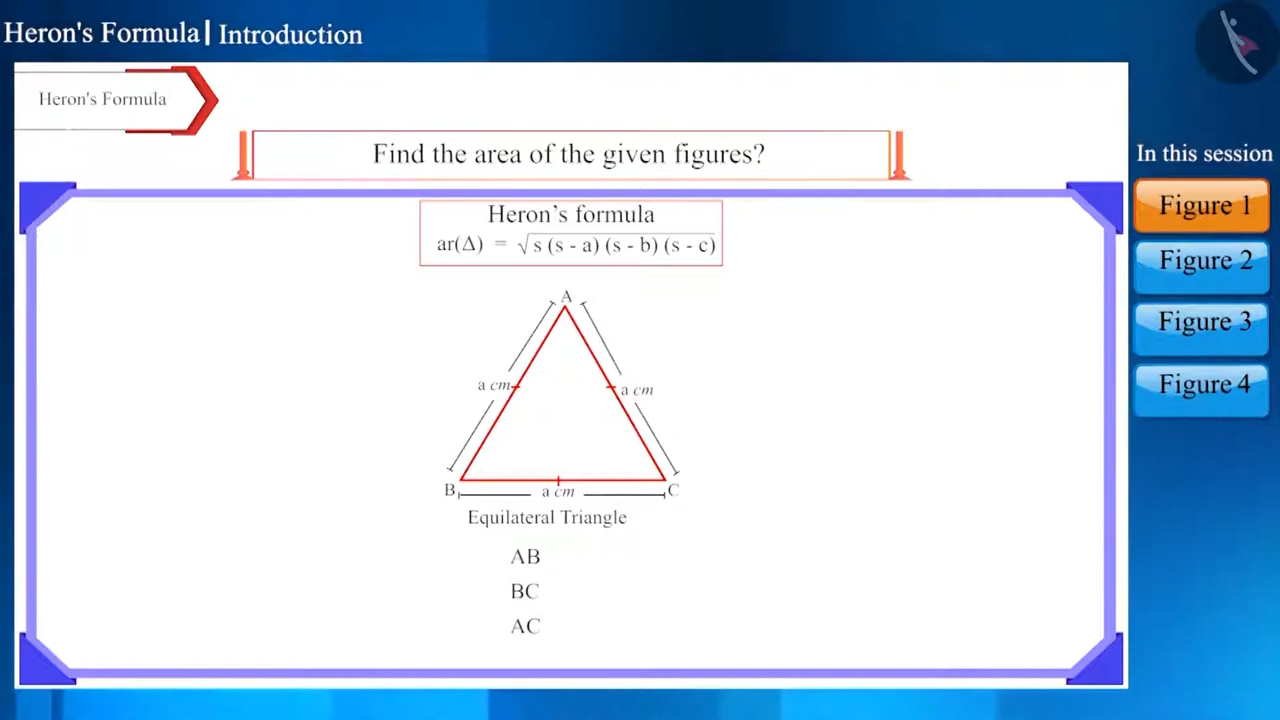 Heron's Formula| Introduction
Heron's Formula
Find the area of the given figures?
In this session
Figure 1
Figure 2
Figure 3
Figure 4
Heron's formula
ar(Δ) = √s (s - a) (s - b) (s - c)
A
a cm
a cm
B
a cm
C
Equilateral Triangle
AB
BC
AC